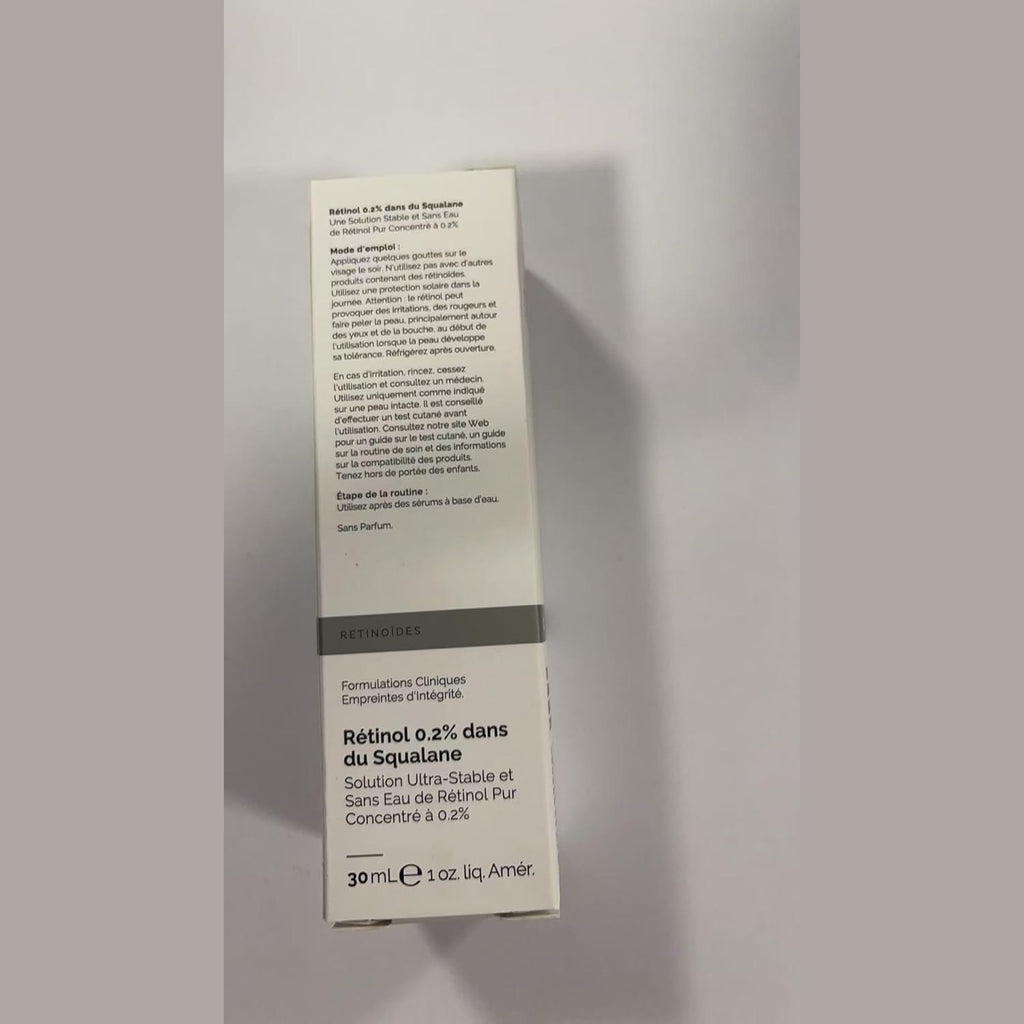 Rétinol 0.2% dans du Squalane
Une Solution Stable et Sans Eau
de Rétinol Pur Concentré à 0.2%
Mode d'emploi :
Appliquez quelques gouttes sur le
visage le soir. N'utilisez pas avec d'autres
produits contenant des rétinoïdes.
Utilisez une protection solaire dans la
journée. Attention : le rétinol peut
provoquer des irritations, des rougeurs et
faire peler la peau, principalement autour
des yeux et de la bouche, au début de
l'utilisation lorsque la peau développe
sa tolérance. Réfrigérez après ouverture.
En cas d'irritation, rincez, cessez
l'utilisation et consultez un médecin.
Utilisez uniquement comme indiqué
sur une peau intacte. Il est conseillé
d'effectuer un test cutané avant
l'utilisation. Consultez notre site Web
pour un guide sur le test cutané, un guide
sur la routine de soin et des informations
sur la compatibilité des produits.
Tenez hors de portée des enfants.
Étape de la routine :
Utilisez après des sérums à base d'eau.
Sans Parfum.
RETINOÏDES
Formulations Cliniques
Empreintes d'Intégrité.
Rétinol 0.2% dans
du Squalane
Solution Ultra-Stable et
Sans Eau de Rétinol Pur
Concentré à 0.2%
30 mL ℮ 1 oz. liq. Amér.